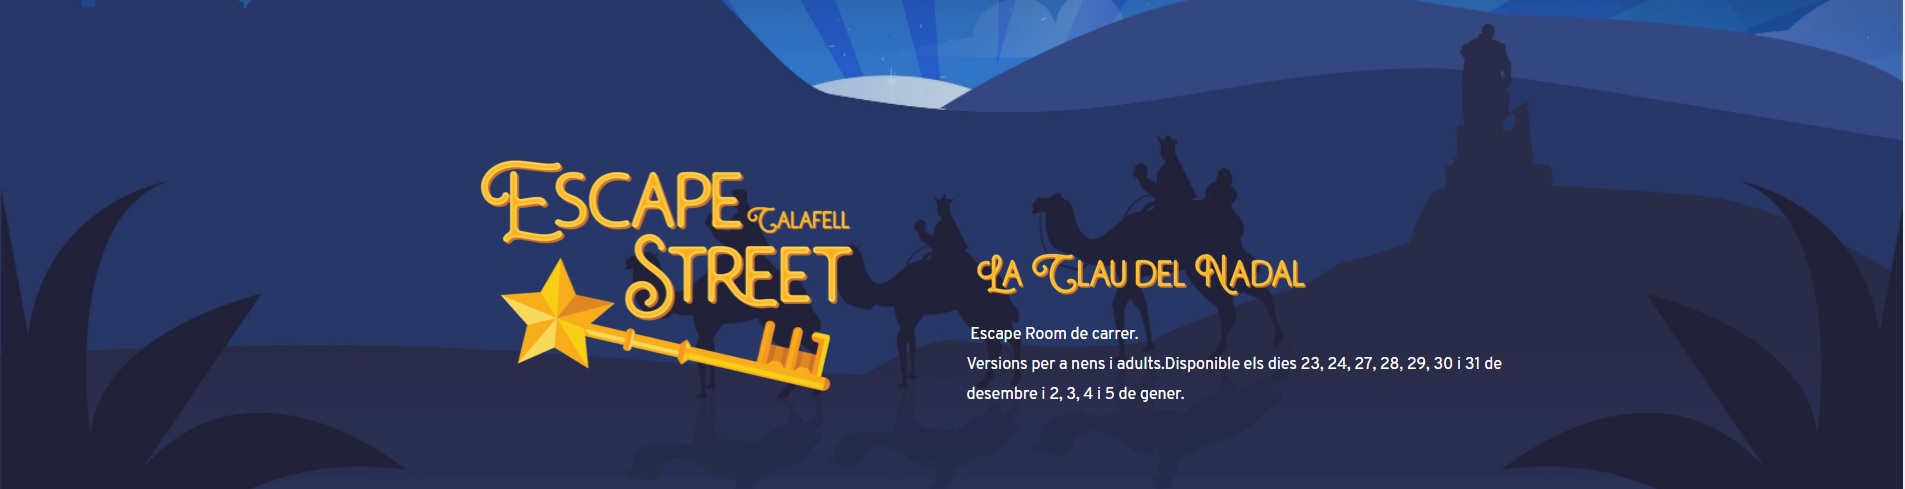 ESCAPE
CALAFELL
STREET
LA CLAU DEL NADAL
Escape Room de carrer.
Versions per a nens i adults.Disponible els dies 23, 24, 27, 28, 29, 30 i 31 de
desembre i 2, 3, 4 i 5 de gener.